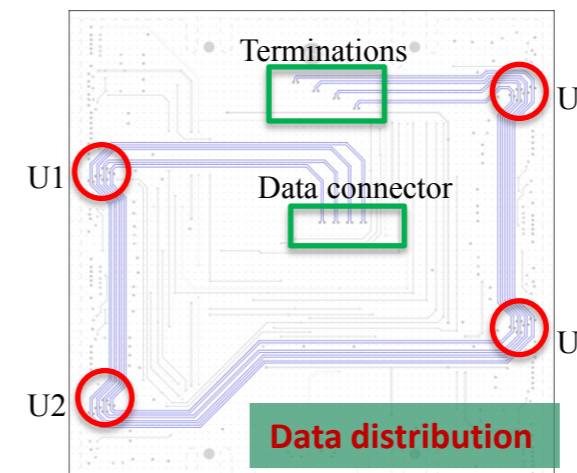 Terminations
U
U1
Data connector
U
U2
Data distribution